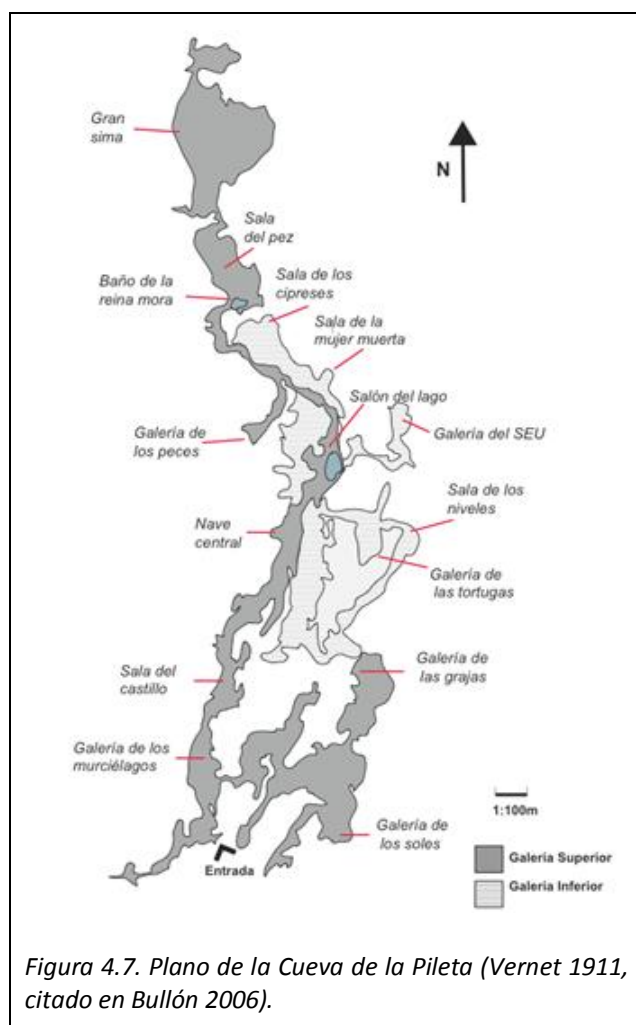 Gran
sima
N
Sala
del pez
Baño de la
reina mora
Sala de los
cipreses
Sala de la
mujer muerta
Salón del lago
Galería de
los peces
Galería del SEU
Sala de los
niveles
Nave
central
Galería de
las tortugas
Sala del
castillo
Galería de
las grajas
Galería de los
murciélagos
1:100m
Galería de
los soles
Entrada
Galería Superior
Galería Inferior
Figura 4.7. Plano de la Cueva de la Pileta (Vernet 1911,
citado en Bullón 2006).